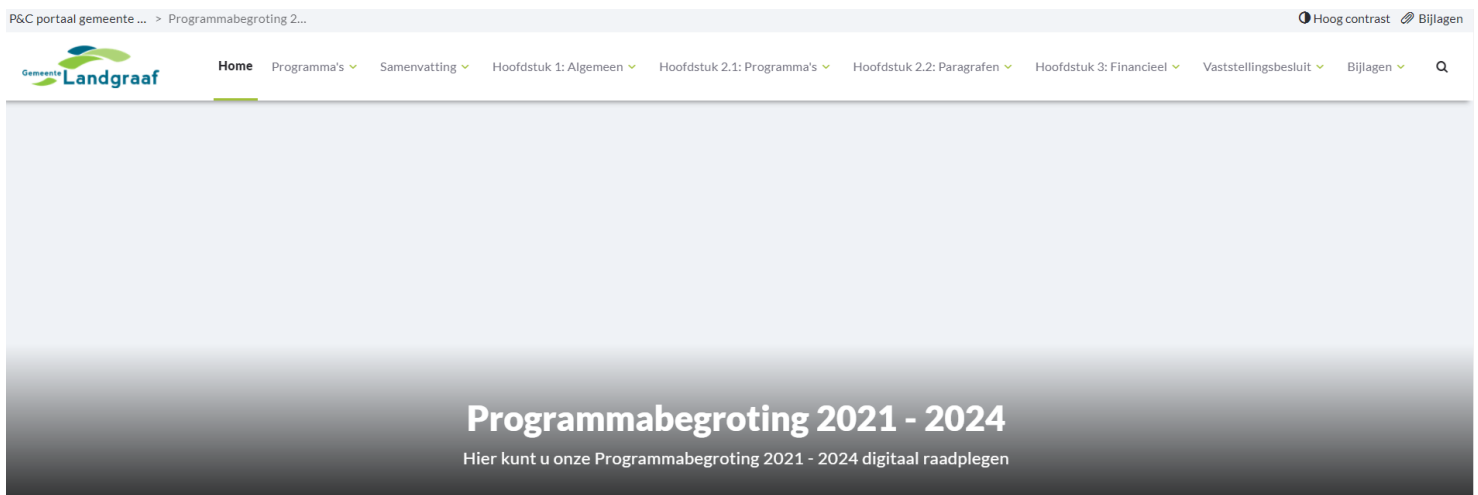 P&C portaal gemeente ... > Programmabegroting 2... Hoog contrast Bijlagen
Gemeente Landgraaf
Home Programma's Samenvatting Hoofdstuk 1: Algemeen Hoofdstuk 2.1: Programma's Hoofdstuk 2.2: Paragrafen Hoofdstuk 3: Financieel Vaststellingsbesluit Bijlagen
Programmabegroting 2021 - 2024
Hier kunt u onze Programmabegroting 2021 - 2024 digitaal raadplegen